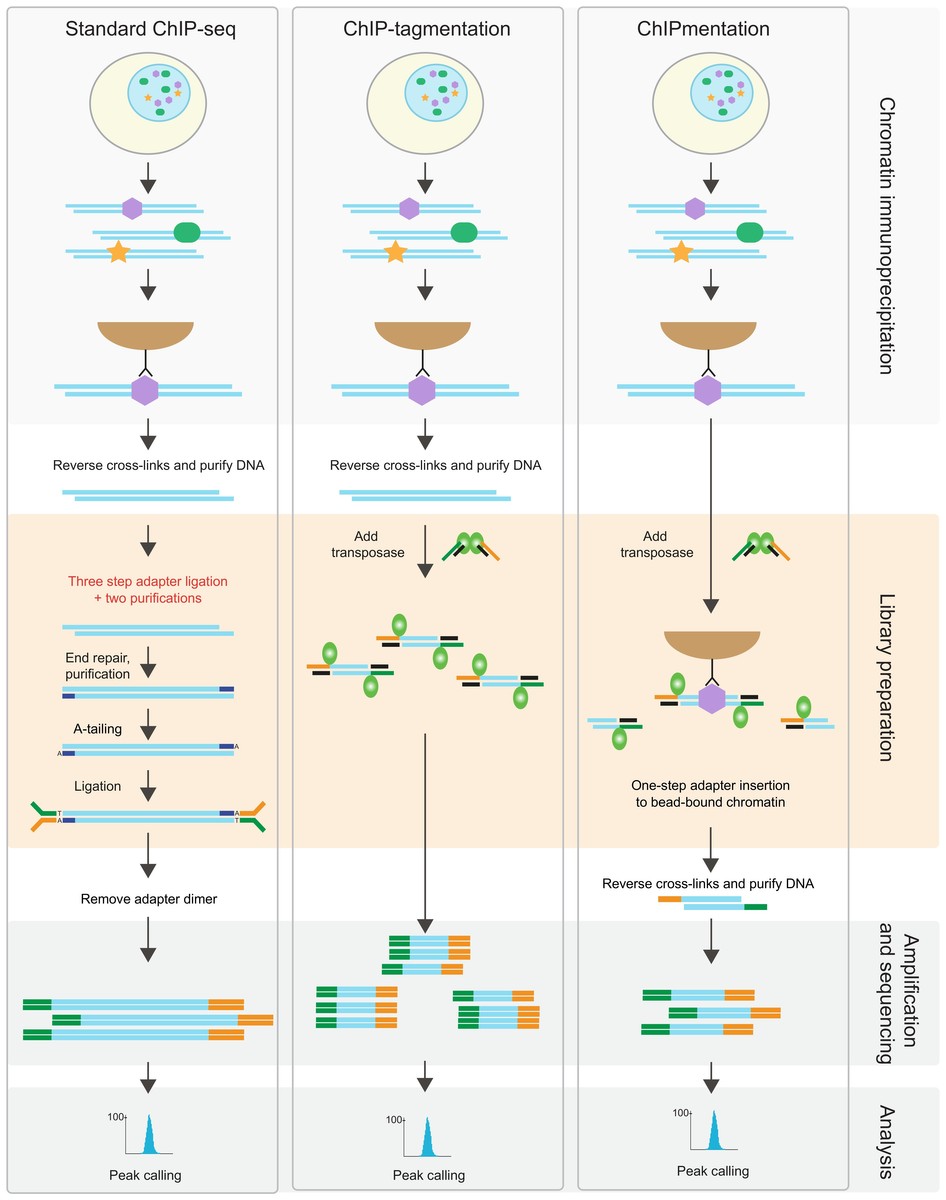 Standard ChIP-seq
ChIP-tagmentation
ChIPmentation
Chromatin immunoprecipitation
Reverse cross-links and purify DNA
Reverse cross-links and purify DNA
Three step adapter ligation
+ two purifications
End repair,
purification
A-tailing
A
A
Ligation
T
A
A
T
Add
transposase
Add
transposase
One-step adapter insertion
to bead-bound chromatin
Library preparation
Remove adapter dimer
Reverse cross-links and purify DNA
Amplification
and sequencing
100
Peak calling
100
Peak calling
100
Peak calling
Analysis